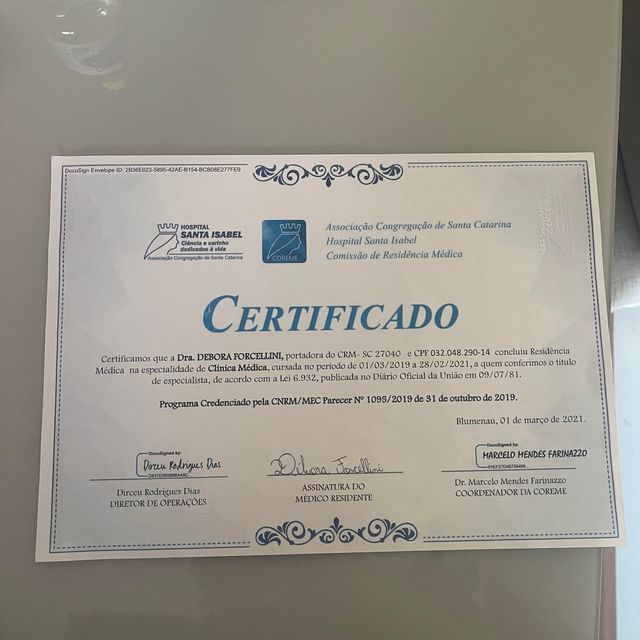 DocuSign Envelope ID: 2B36E023-5895-42AE-B154-BCB08E277FE9
HOSPITAL
SANTA ISABEL
Ciência e carinho
dedicados à vida
Associação Congregação de Santa Catarina
COREME
Associação Congregação de Santa Catarina
Hospital Santa Isabel
Comissão de Residência Médica
CERTIFICADO
Certificamos que a Dra. DEBORA FORCELLINI, portadora do CRM- SC 27040 e CPF 032.048.290-14 concluiu Residência
Médica na especialidade de Clínica Médica, cursada no período de 01/03/2019 a 28/02/2021, a quem conferimos o título
de especialista, de acordo com a Lei 6.932, publicada no Diário Oficial da União em 09/07/81.
Programa Credenciado pela CNRM/MEC Parecer Nº 1095/2019 de 31 de outubro de 2019.
Blumenau, 01 de março de 2021.
DocuSigned by:
Dirceu Rodrigues Dias
Dirceu Rodrigues Dias
DIRETOR DE OPERAÇÕES
Débora Forcellini
ASSINATURA DO
MÉDICO RESIDENTE
DocuSigned by:
MARCELO MENDES FARINAZZO
Dr. Marcelo Mendes Farinazzo
COORDENADOR DA COREME